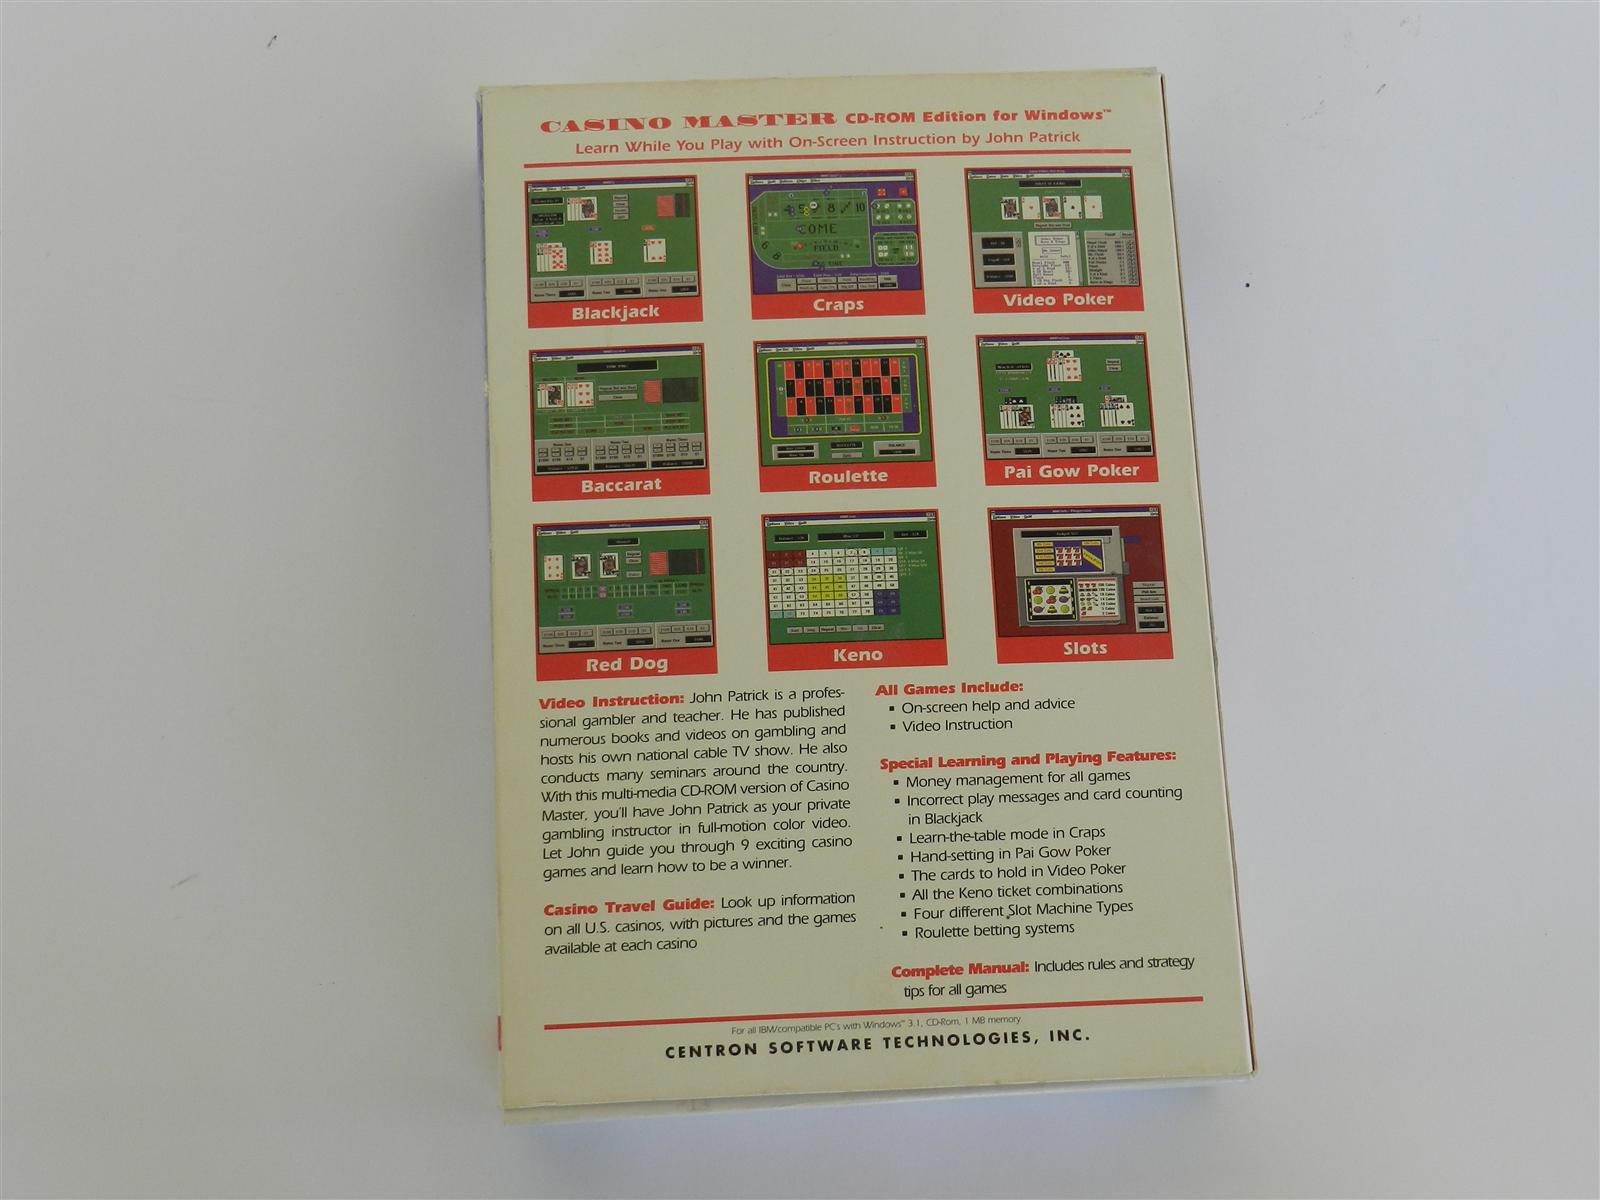 CASINO MASTER CD-ROM Edition for Windows™
Learn While You Play with On-Screen Instruction by John Patrick
Blackjack
Craps
Video Poker
Baccarat
Roulette
Pai Gow Poker
Red Dog
Keno
Slots
COME
FIELD
Video Instruction: John Patrick is a profes-
sional gambler and teacher. He has published
numerous books and videos on gambling and
hosts his own national cable TV show. He also
conducts many seminars around the country.
With this multi-media CD-ROM version of Casino
Master, you'll have John Patrick as your private
gambling instructor in full-motion color video.
Let John guide you through 9 exciting casino
games and learn how to be a winner.
Casino Travel Guide: Look up information
on all U.S. casinos, with pictures and the games
available at each casino
All Games Include:
▪ On-screen help and advice
▪ Video Instruction
Special Learning and Playing Features:
▪ Money management for all games
▪ Incorrect play messages and card counting
in Blackjack
▪ Learn-the-table mode in Craps
▪ Hand-setting in Pai Gow Poker
▪ The cards to hold in Video Poker
▪ All the Keno ticket combinations
▪ Four different Slot Machine Types
▪ Roulette betting systems
Complete Manual: Includes rules and strategy
tips for all games
For all IBM/compatible PC's with Windows™ 3.1, CD-Rom, 1 MB memory.
CENTRON SOFTWARE TECHNOLOGIES, INC.